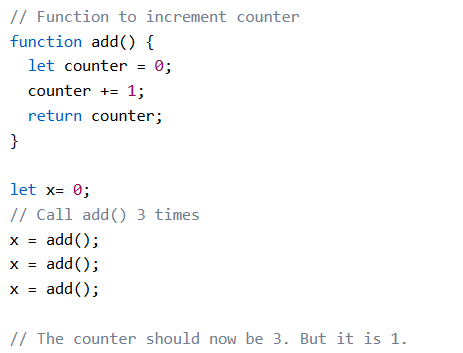 // Function to increment counter
function add() {
  let counter = 0;
  counter += 1;
  return counter;
}

let x= 0;
// Call add() 3 times
x = add();
x = add();
x = add();

// The counter should now be 3. But it is 1.